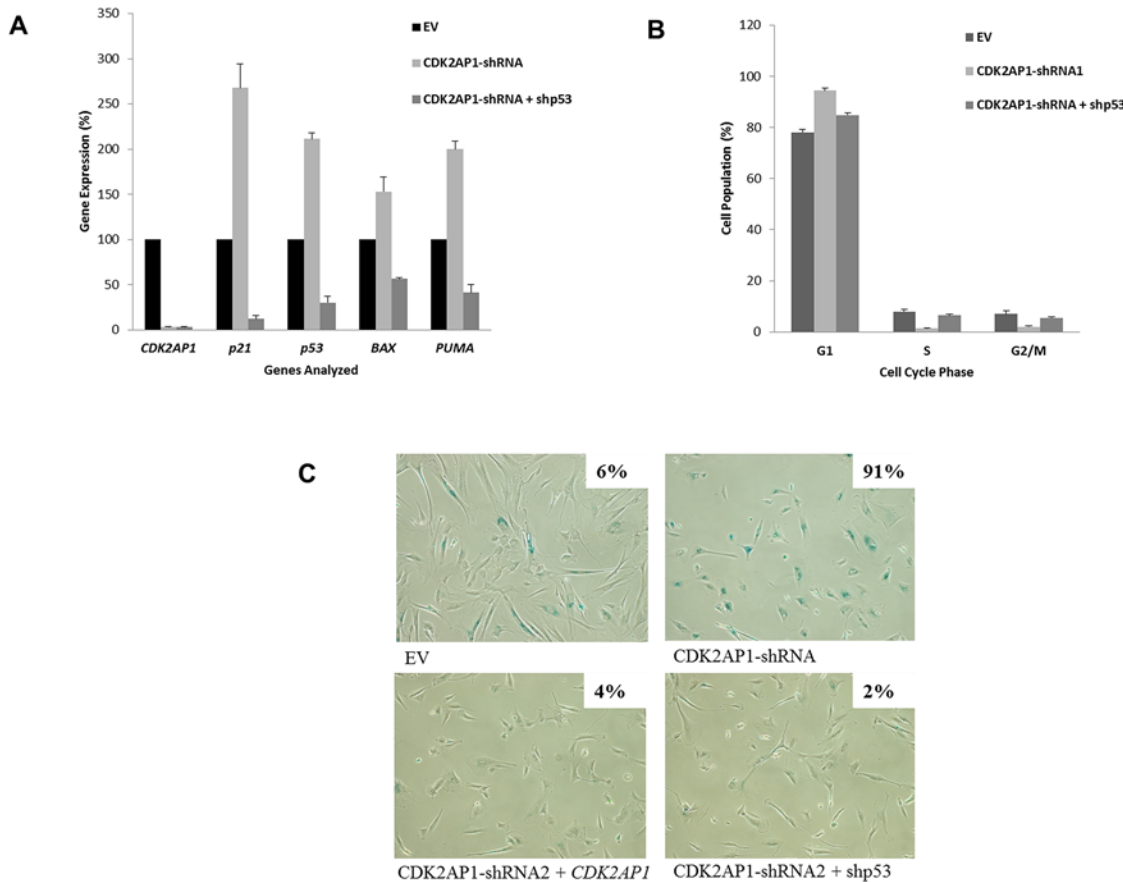 A
350
300
250
200
150
100
50
0
Gene Expression (%)
EV
CDK2AP1-shRNA
CDK2AP1-shRNA + shp53
CDK2AP1 p21 p53 BAX PUMA
Genes Analyzed
B
120
100
80
60
40
20
0
Cell Population (%)
EV
CDK2AP1-shRNA1
CDK2AP1-shRNA + shp53
G1 S G2/M
Cell Cycle Phase
C
6%
EV
91%
CDK2AP1-shRNA
4%
CDK2AP1-shRNA2 + CDK2AP1
2%
CDK2AP1-shRNA2 + shp53